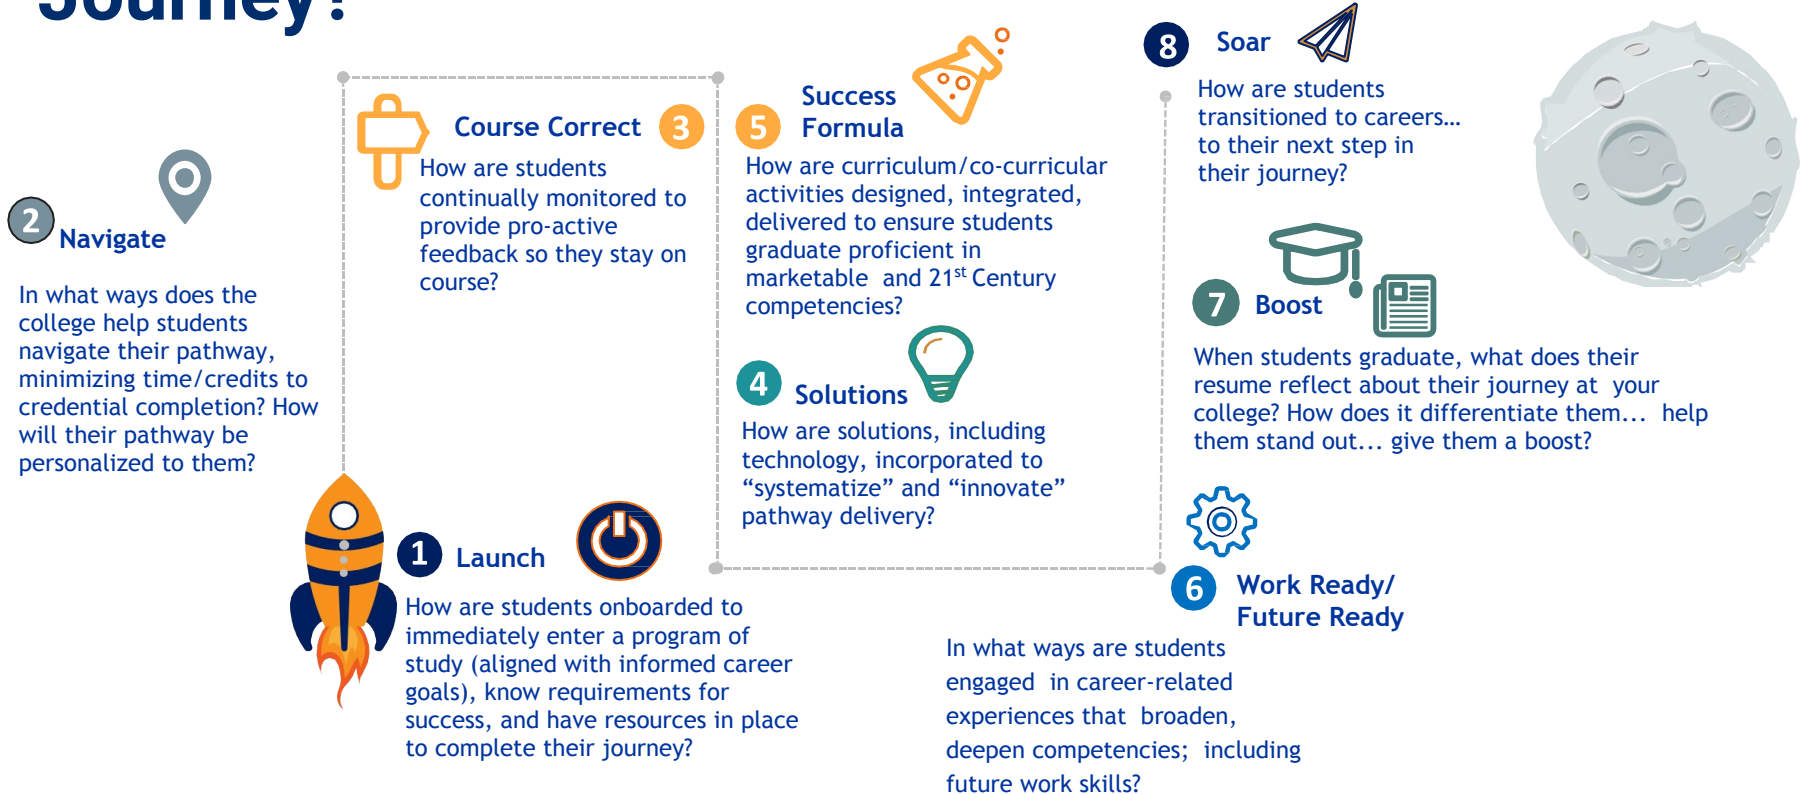 Journey?
1 Launch
How are students onboarded to
immediately enter a program of
study (aligned with informed career
goals), know requirements for
success, and have resources in place
to complete their journey?
2 Navigate
In what ways does the
college help students
navigate their pathway,
minimizing time/credits to
credential completion? How
will their pathway be
personalized to them?
Course Correct 3
How are students
continually monitored to
provide pro-active
feedback so they stay on
course?
4 Solutions
How are solutions, including
technology, incorporated to
“systematize” and “innovate”
pathway delivery?
5 Success
Formula
How are curriculum/co-curricular
activities designed, integrated,
delivered to ensure students
graduate proficient in
marketable and 21st Century
competencies?
6 Work Ready/
Future Ready
In what ways are students
engaged in career-related
experiences that broaden,
deepen competencies; including
future work skills?
7 Boost
When students graduate, what does their
resume reflect about their journey at your
college? How does it differentiate them... help
them stand out... give them a boost?
8 Soar
How are students
transitioned to careers…
to their next step in
their journey?